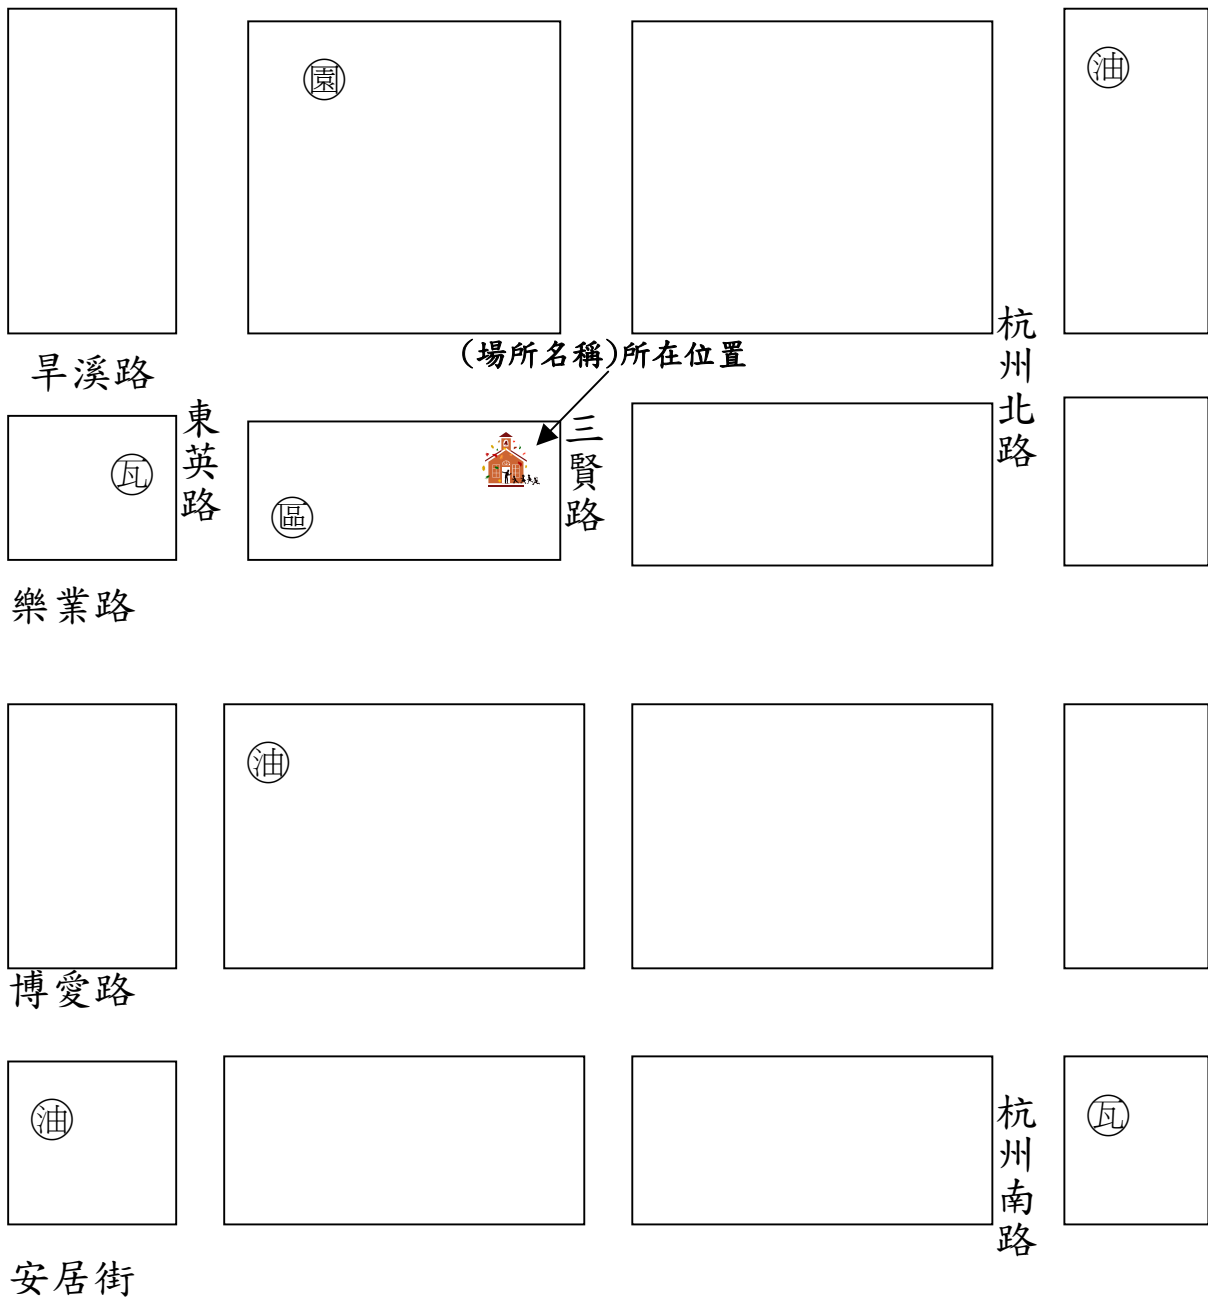 園
油
(場所名稱)所在位置
杭州北路
旱溪路
東英路
三賢路
瓦
區
樂業路
油
博愛路
油
瓦
杭州南路
安居街